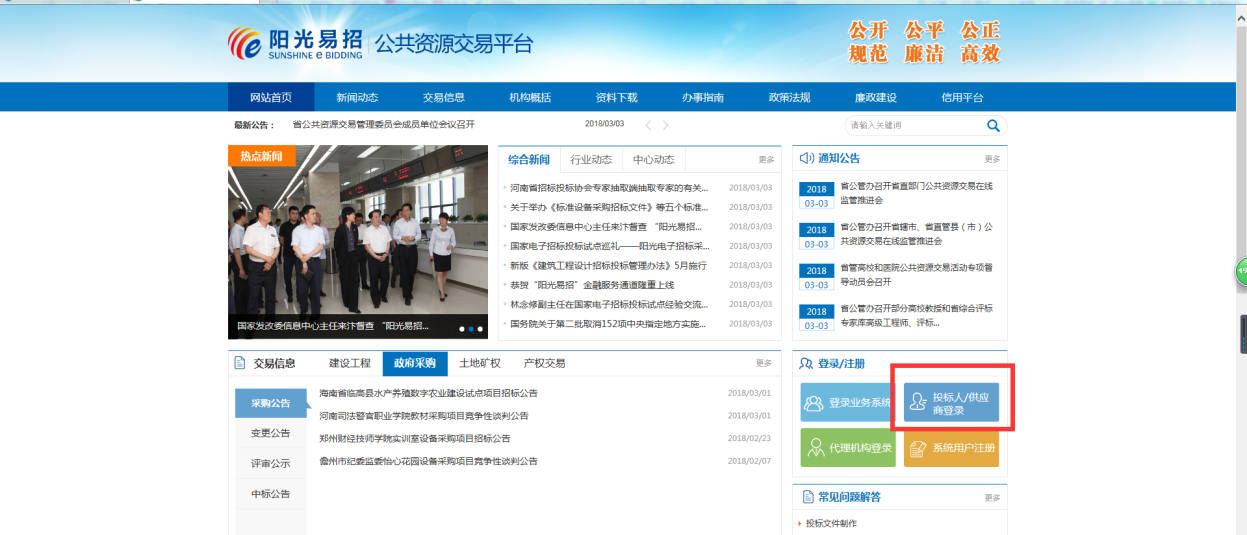 阳光易招
SUNSHINE e BIDDING
公共资源交易平台
公开 公平 公正
规范 廉洁 高效
网站首页 新闻动态 交易信息 机构概括 资料下载 办事指南 政策法规 廉政建设 信用平台
最新公告： 省公共资源交易管理委员会成员单位会议召开 2018/03/03
请输入关键词
热点新闻
国家发改委信息中心主任来汴督查 “阳光易招...
综合新闻 行业动态 中心动态 更多
河南省招标投标协会专家抽取端抽取专家的有关... 2018/03/03
关于举办《标准设备采购招标文件》等五个标准... 2018/03/03
国家发改委信息中心主任来汴督查 “阳光易招... 2018/03/03
国家电子招标投标试点巡礼——阳光电子招标采... 2018/03/03
新版《建筑工程设计招标投标管理办法》5月施行 2018/03/03
恭贺“阳光易招”金融服务通道隆重上线 2018/03/03
林念修副主任在国家电子招标投标试点经验交流... 2018/03/03
国务院关于第二批取消152项中央指定地方实施... 2018/03/03
通知公告 更多
2018
03-03
省公管办召开省直部门公共资源交易在线
监管推进会
2018
03-03
省公管办召开省辖市、省直管县（市）公
共资源交易在线监管推进会
2018
03-03
省管高校和医院公共资源交易活动专项督
导动员会召开
2018
03-03
省公管办召开部分高校教授和省综合评标
专家库高级工程师、评标...
交易信息 建设工程 政府采购 土地矿权 产权交易 更多
采购公告
变更公告
评审公示
中标公告
海南省临高县水产养殖数字农业建设试点项目招标公告 2018/03/01
河南司法警官职业学院教材采购项目竞争性谈判公告 2018/03/01
郑州财经技师学院实训室设备采购项目招标公告 2018/02/23
儋州市纪委监委怡心花园设备采购项目竞争性谈判公告 2018/02/07
登录/注册
登录业务系统
投标人/供应
商登录
代理机构登录
系统用户注册
常见问题解答 更多
投标文件制作